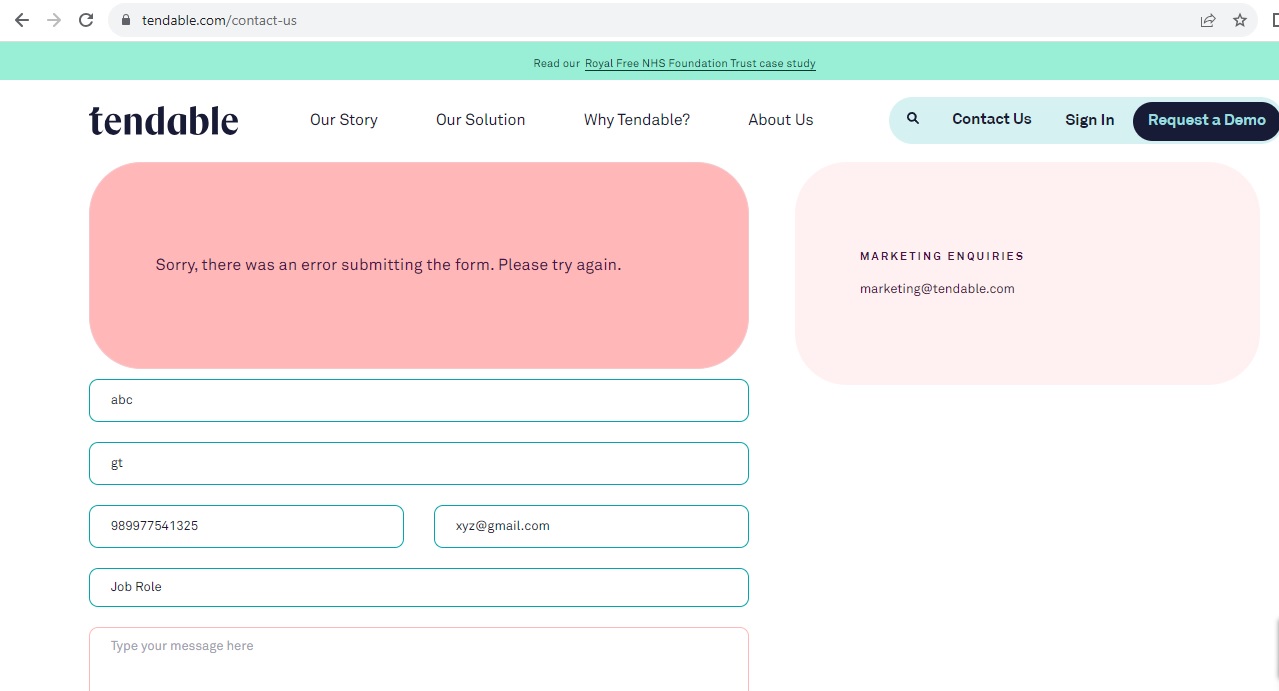 tendable.com/contact-us
Read our Royal Free NHS Foundation Trust case study
tendable
Our Story
Our Solution
Why Tendable?
About Us
Contact Us
Sign In
Request a Demo
Sorry, there was an error submitting the form. Please try again.
MARKETING ENQUIRIES
marketing@tendable.com
abc
gt
989977541325
xyz@gmail.com
Job Role
Type your message here